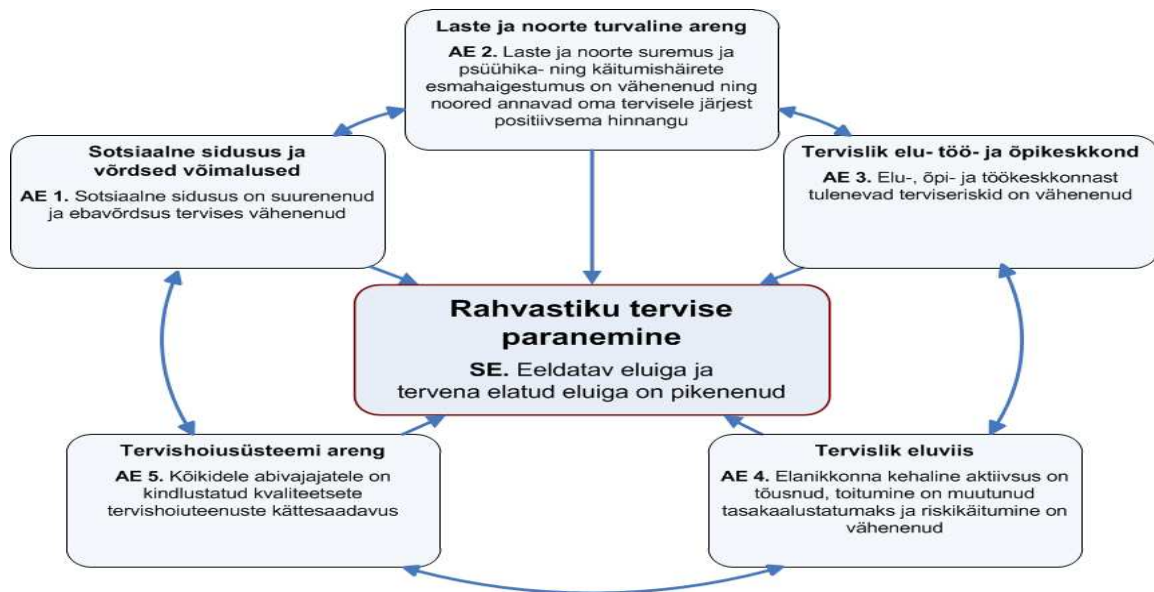 Laste ja noorte turvaline areng
AE 2. Laste ja noorte suremus ja
psüühika- ning käitumishäirete
esmahaigestumus on vähenenud ning
noored annavad oma tervisele järjest
positiivsema hinnangu
Sotsiaalne sidusus ja
võrdsed võimalused
AE 1. Sotsiaalne sidusus on suurenenud
ja ebavõrdsus tervises vähenenud
Tervislik elu- töö- ja õpikeskkond
AE 3. Elu-, õpi- ja töökeskkonnast
tulenevad terviseriskid on vähenenud
Rahvastiku tervise
paranemine
SE. Eeldatav eluiga ja
tervena elatud eluiga on pikenenud
Tervishoiusüsteemi areng
AE 5. Kõikidele abivajajatele on
kindlustatud kvaliteetsete
tervishoiuteenuste kättesaadavus
Tervislik eluviis
AE 4. Elanikkonna kehaline aktiivsus on
tõusnud, toitumine on muutunud
tasakaalustatumaks ja riskikäitumine on
vähenenud